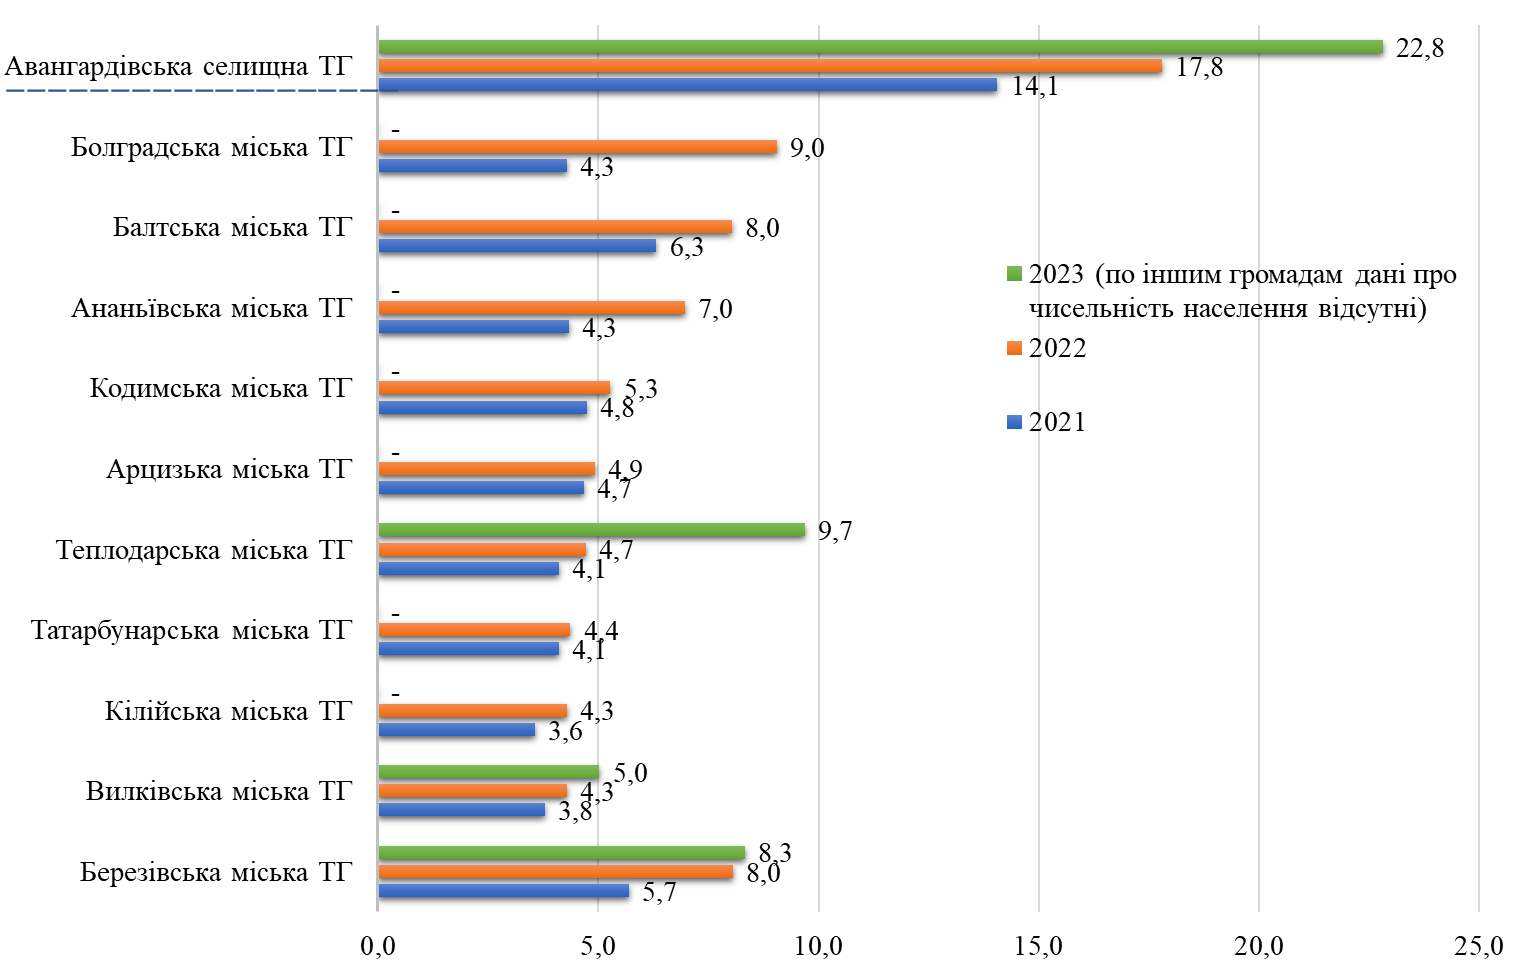 22,8
Авангардівська селищна ТГ
17,8
14,1
-
Болградська міська ТГ
9,0
4,3
-
Балтська міська ТГ
8,0
6,3
-
Ананьївська міська ТГ
7,0
4,3
-
Кодимська міська ТГ
5,3
4,8
-
Арцизька міська ТГ
4,9
4,7
9,7
Теплодарська міська ТГ
4,7
4,1
-
Татарбунарська міська ТГ
4,4
4,1
-
Кілійська міська ТГ
4,3
3,6
5,0
Вилківська міська ТГ
4,3
3,8
8,3
Березівська міська ТГ
8,0
5,7
2023 (по іншим громадам дані про
чисельність населення відсутні)
2022
2021
0,0 5,0 10,0 15,0 20,0 25,0